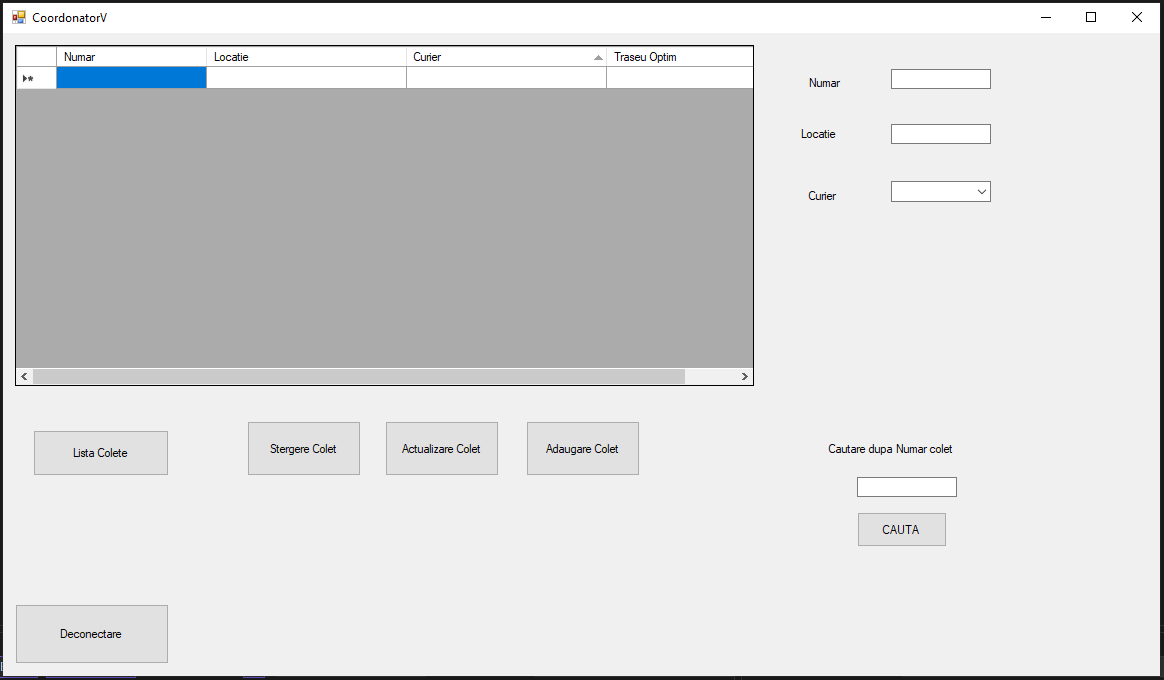 CoordonatorV
Numar Locatie Curier Traseu Optim
Numar
Locatie
Curier
Lista Colete
Stergere Colet
Actualizare Colet
Adaugare Colet
Cautare dupa Numar colet
CAUTA
Deconectare